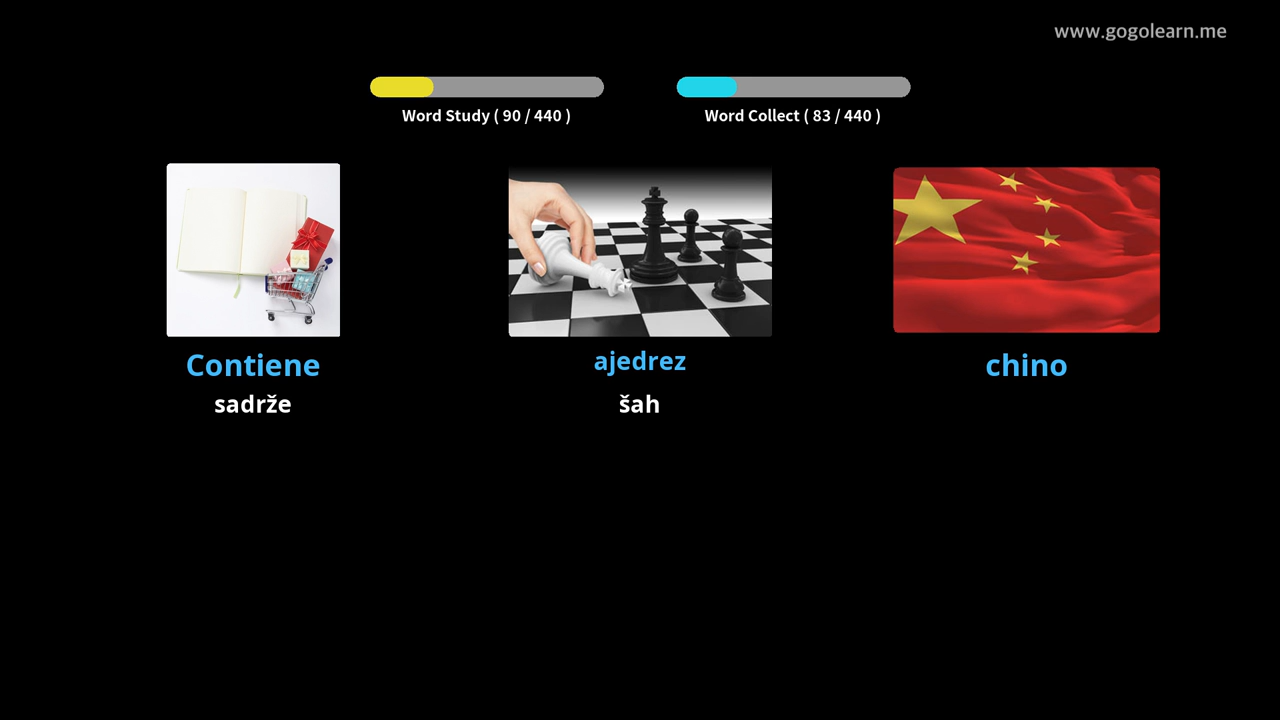 www.gogolearn.me
Word Study ( 90 / 440 )
Word Collect ( 83 / 440 )
Contiene
sadrže
ajedrez
šah
chino